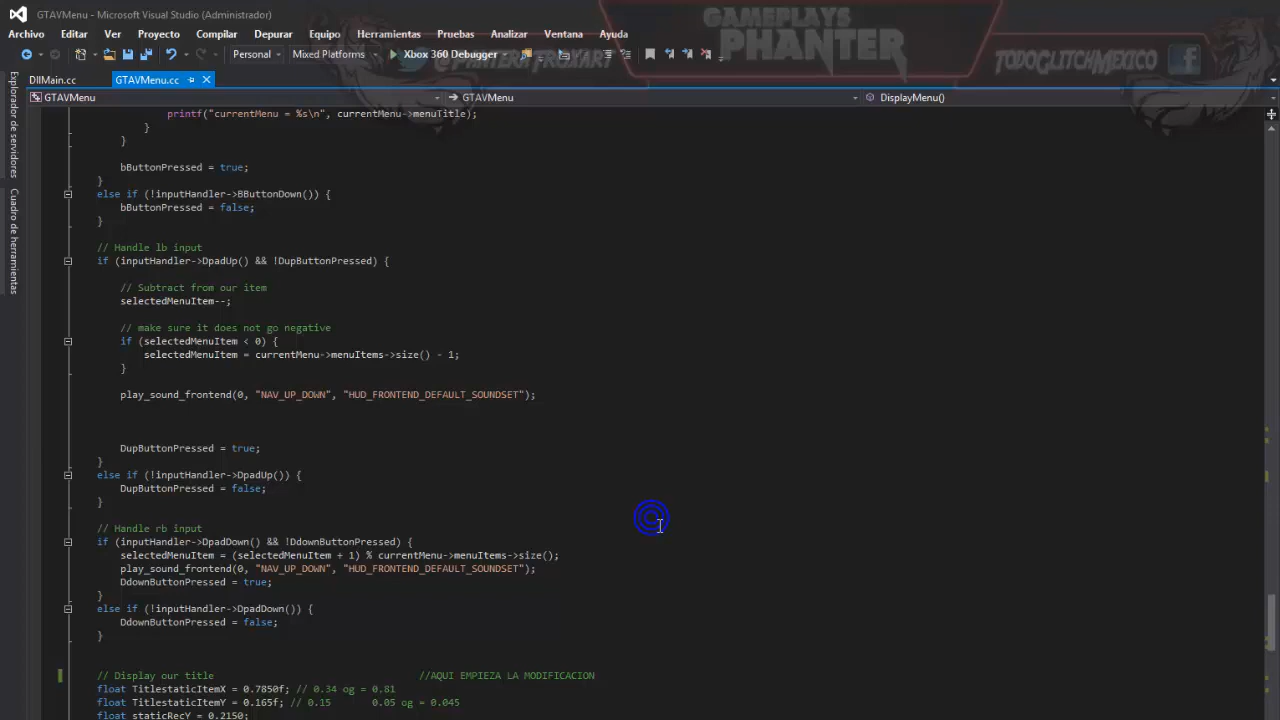 GTAVMenu - Microsoft Visual Studio (Administrador)
GAMEPLAYS
PHANTER
TODOGLITCHMEXICO
Archivo Editar Ver Proyecto Compilar Depurar Equipo Herramientas Pruebas Analizar Ventana Ayuda
Personal Mixed Platforms Xbox 360 Debugger
DllMain.cc GTAVMenu.cc
GTAVMenu GTAVMenu DisplayMenu()
Explorador de servidores
Cuadro de herramientas
printf("currentMenu = %s\n", currentMenu->menuTitle);
}
}
bButtonPressed = true;
}
else if (!inputHandler->BButtonDown()) {
bButtonPressed = false;
}
// Handle lb input
if (inputHandler->DpadUp() && !DupButtonPressed) {
// Subtract from our item
selectedMenuItem--;
// make sure it does not go negative
if (selectedMenuItem < 0) {
selectedMenuItem = currentMenu->menuItems->size() - 1;
}
play_sound_frontend(0, "NAV_UP_DOWN", "HUD_FRONTEND_DEFAULT_SOUNDSET");
DupButtonPressed = true;
}
else if (!inputHandler->DpadUp()) {
DupButtonPressed = false;
}
// Handle rb input
if (inputHandler->DpadDown() && !DdownButtonPressed) {
selectedMenuItem = (selectedMenuItem + 1) % currentMenu->menuItems->size();
play_sound_frontend(0, "NAV_UP_DOWN", "HUD_FRONTEND_DEFAULT_SOUNDSET");
DdownButtonPressed = true;
}
else if (!inputHandler->DpadDown()) {
DdownButtonPressed = false;
}
// Display our title //AQUI EMPIEZA LA MODIFICACION
float TitlestaticItemX = 0.7850f; // 0.34 og = 0.81
float TitlestaticItemY = 0.165f; // 0.15 0.05 og = 0.045
float staticRecY = 0.2150;